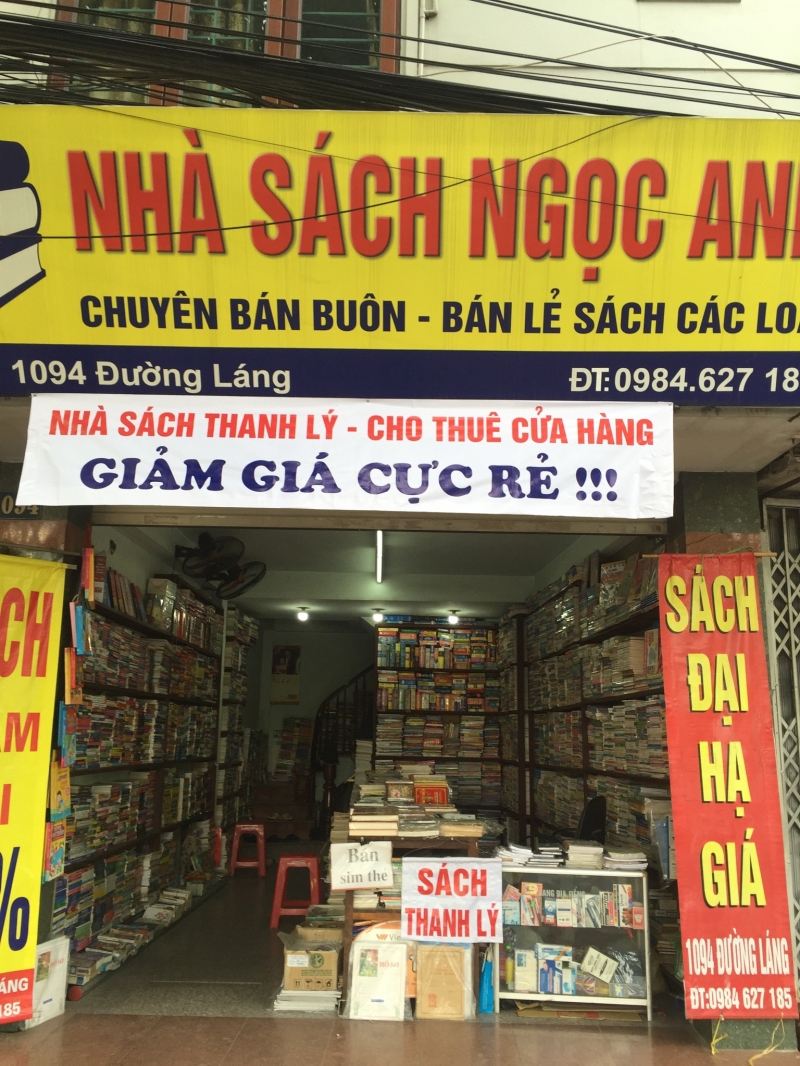 NHÀ SÁCH NGỌC
CHUYÊN BÁN BUÔN - BÁN LẺ SÁCH CÁC
1094 Đường Láng
ĐT: 0984.627 18
NHÀ SÁCH THANH LÝ - CHO THUÊ CỬA HÀNG
GIẢM GIÁ CỰC RẺ !!!
SÁCH
ĐẠI
HẠ
GIÁ
1094 ĐƯỜNG LÁNG
ĐT:0984 627 185
Bán
sim the
SÁCH
THANH LÝ